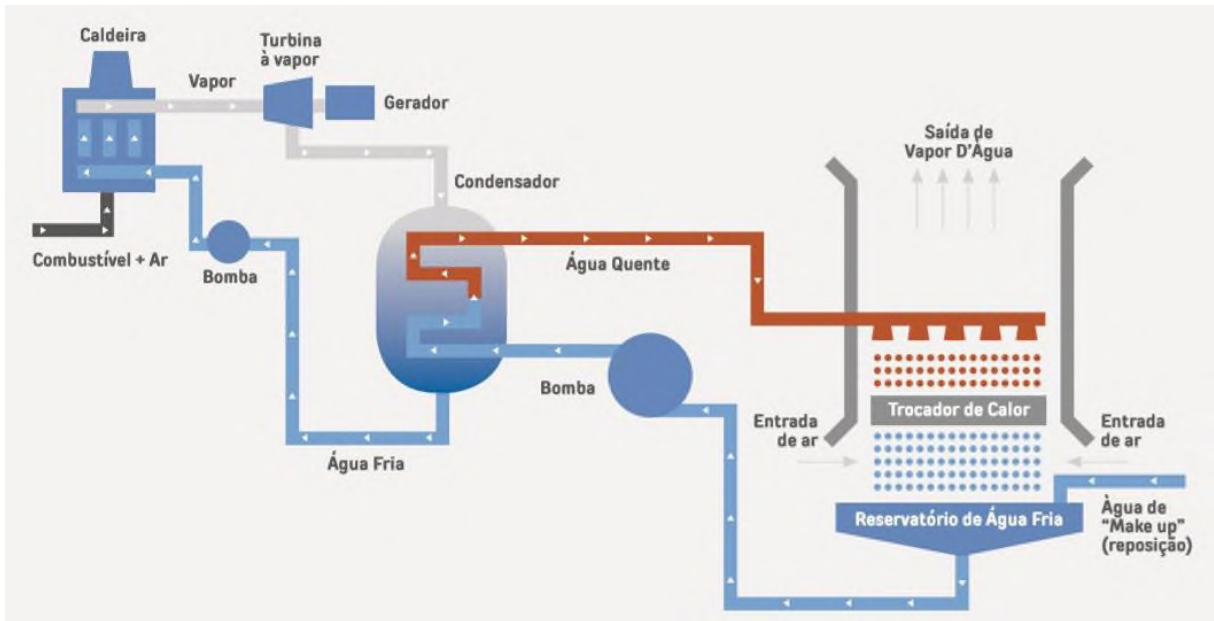 Caldeira
Turbina
à vapor
Vapor
Gerador
Saída de
Vapor D'Água
Condensador
Combustível + Ar
Bomba
Água Quente
Bomba
Trocador de Calor
Entrada
de ar
Entrada
de ar
Água Fria
Reservatório de Água Fria
Àgua de
“Make up”
(reposição)